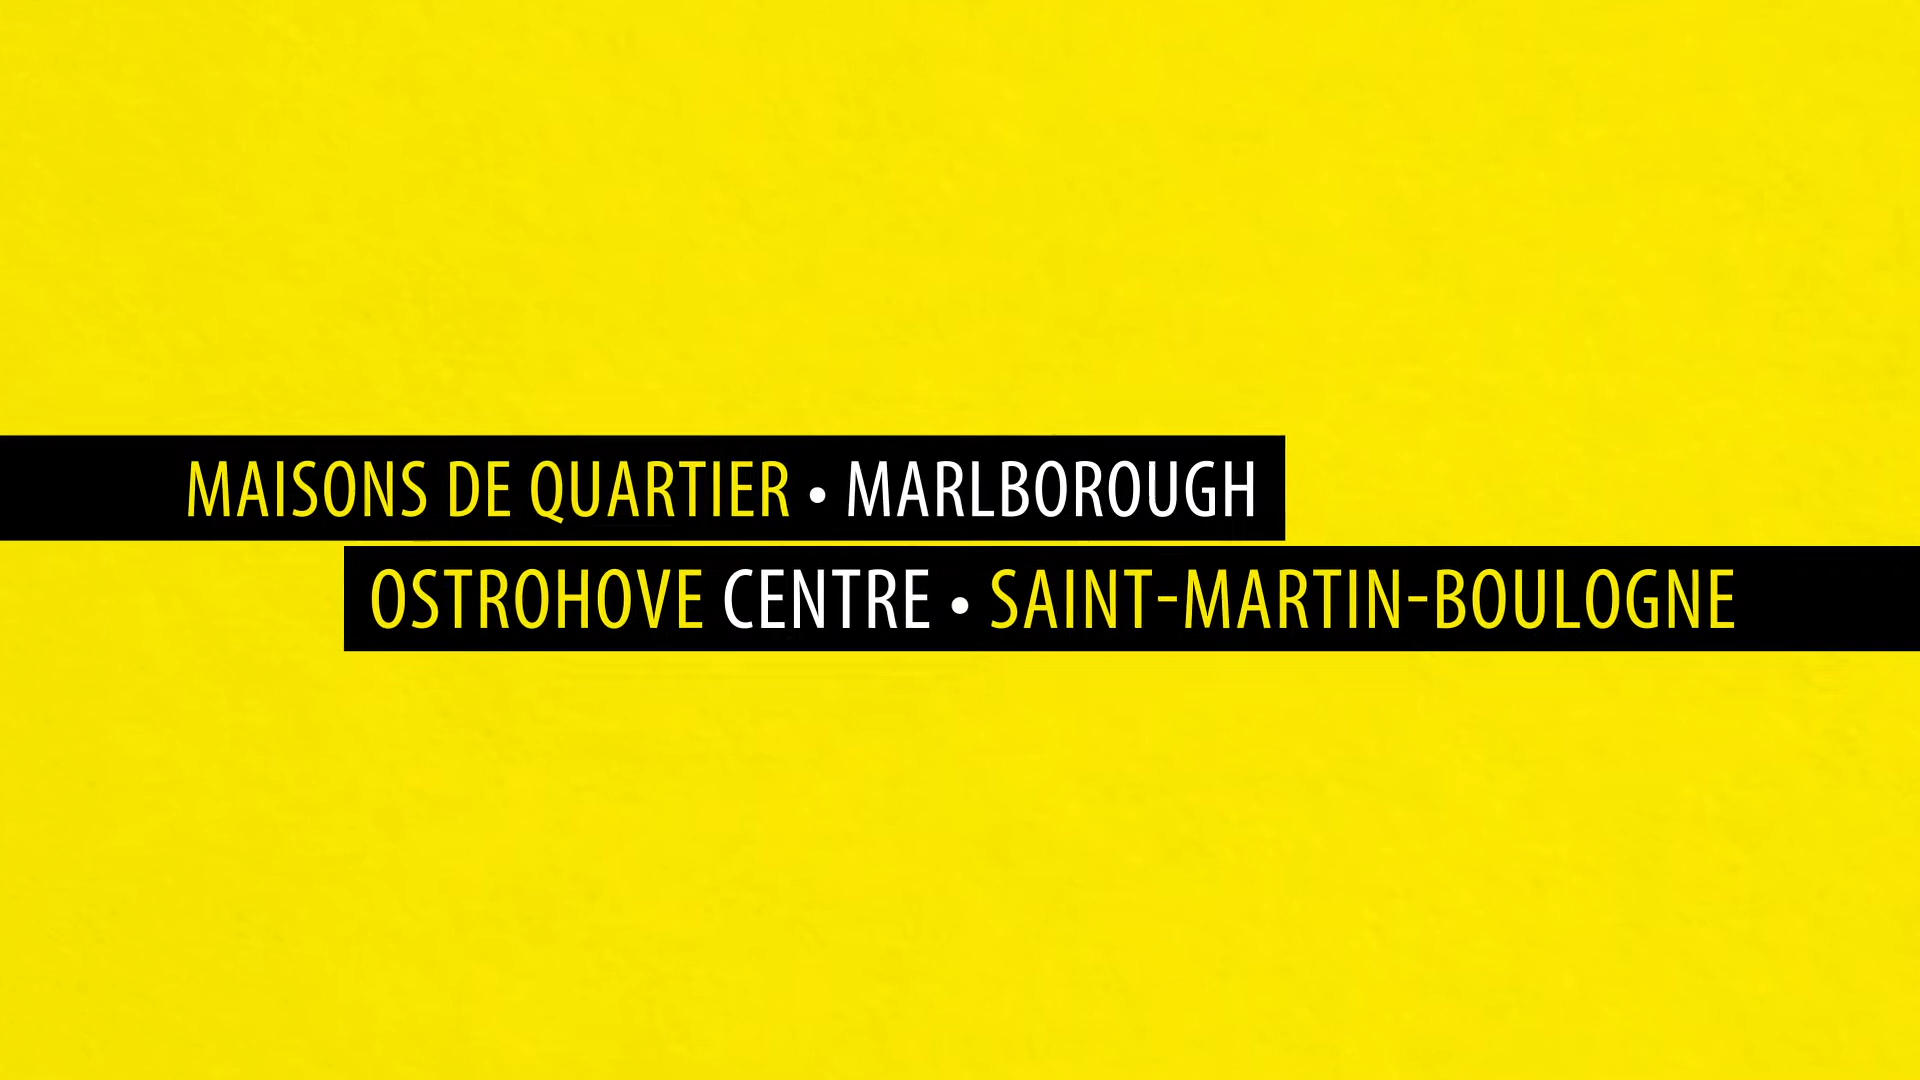 MAISONS DE QUARTIER • MARLBOROUGH
OSTROHOVE CENTRE • SAINT-MARTIN-BOULOGNE